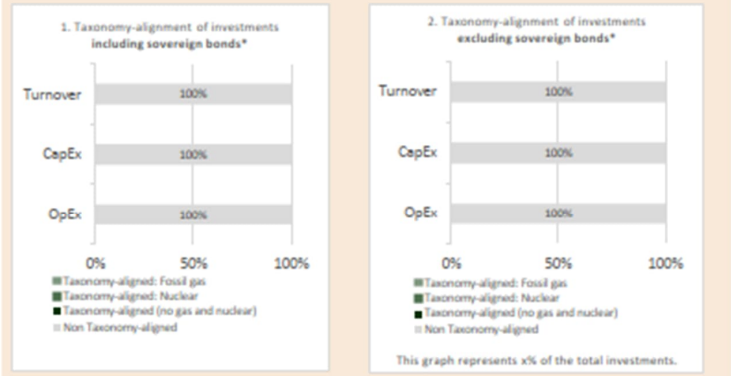 1. Taxonomy-alignment of investments
including sovereign bonds*
Turnover
100%
CapEx
100%
OpEx
100%
0%
50%
100%
Taxonomy-aligned: Fossil gas
Taxonomy-aligned: Nuclear
Taxonomy-aligned (no gas and nuclear)
Non Taxonomy-aligned
2. Taxonomy-alignment of investments
excluding sovereign bonds*
Turnover
100%
CapEx
100%
OpEx
100%
0%
50%
100%
Taxonomy-aligned: Fossil gas
Taxonomy-aligned: Nuclear
Taxonomy-aligned (no gas and nuclear)
Non Taxonomy-aligned
This graph represents x% of the total investments.